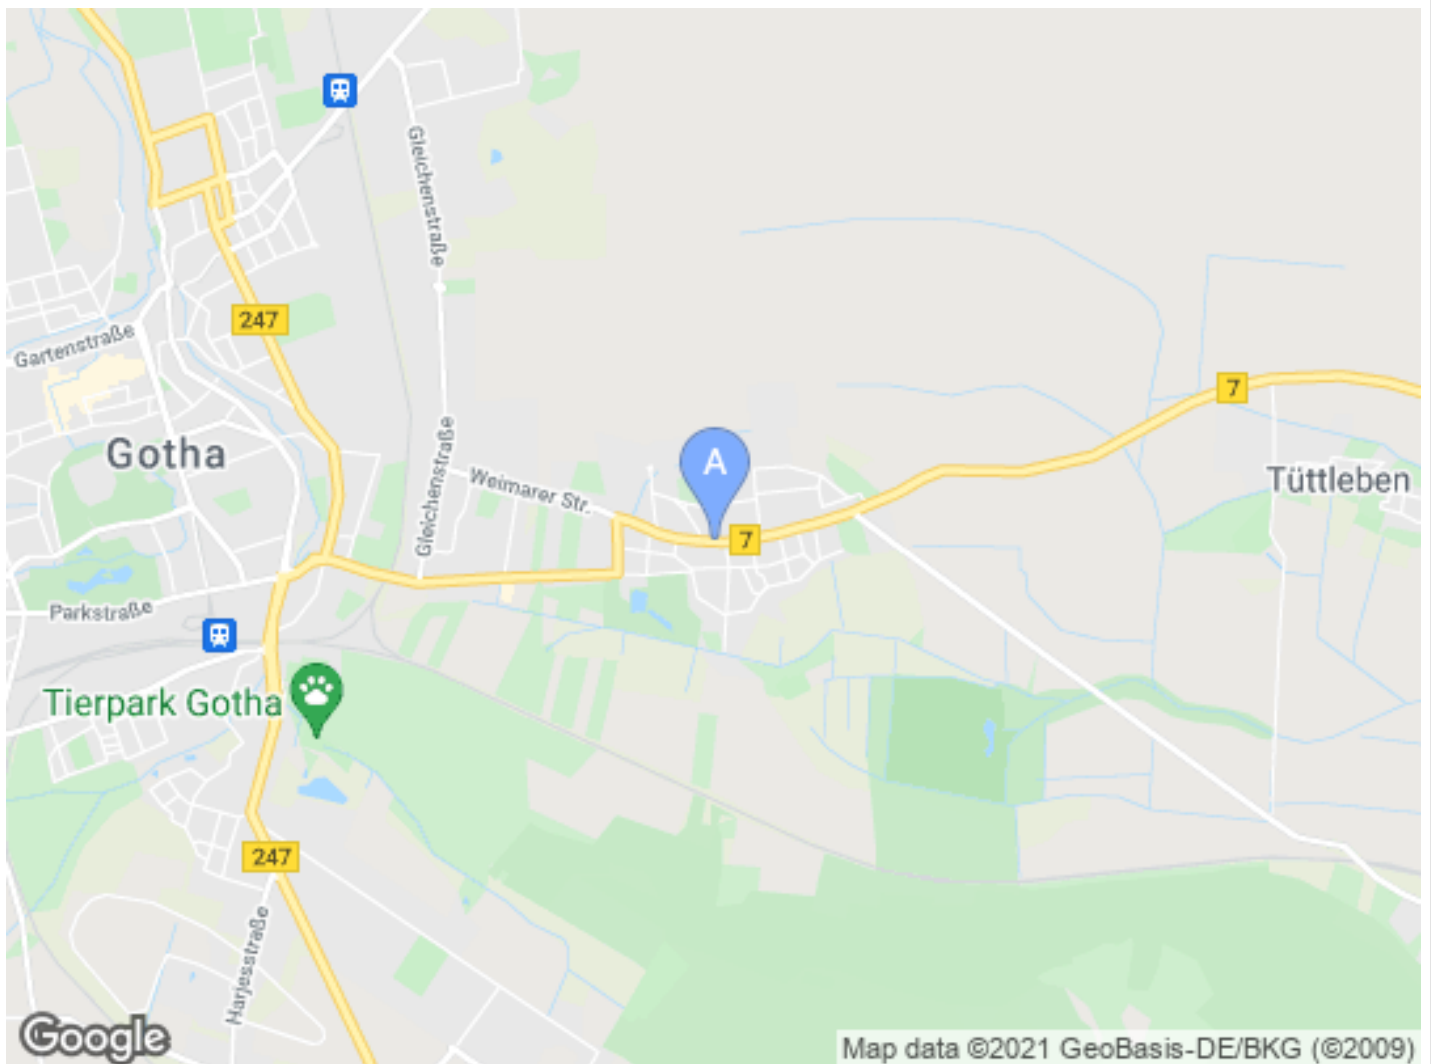 Gleichenstraße
247
Gartenstraße
7
Gotha
Gleichenstraße
Weimarer Str.
A
Tüttleben
7
Parkstraße
Tierpark Gotha
247
Harjesstraße
Google
Map data ©2021 GeoBasis-DE/BKG (©2009)